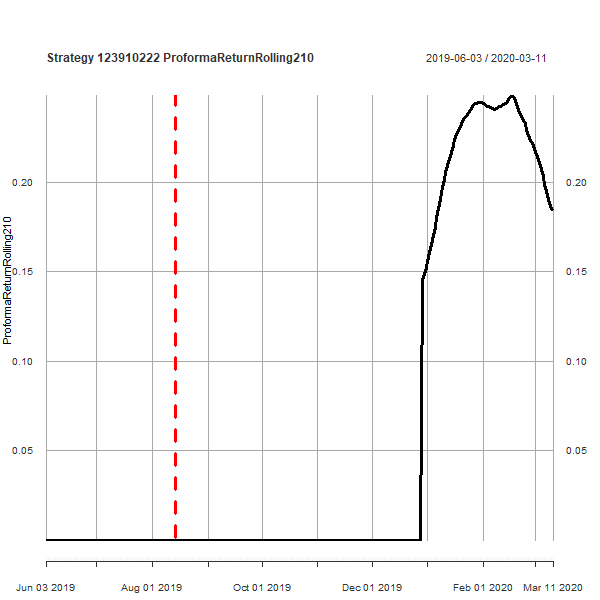 Strategy 123910222 ProformaReturnRolling210
2019-06-03 / 2020-03-11
ProformaReturnRolling210
0.20
0.20
0.15
0.15
0.10
0.10
0.05
0.05
Jun 03 2019
Aug 01 2019
Oct 01 2019
Dec 01 2019
Feb 01 2020
Mar 11 2020